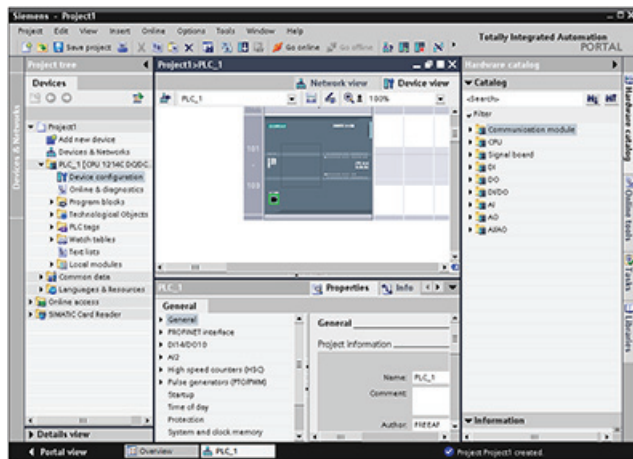 Siemens - Project1
Project Edit View Insert Online Options Tools Window Help
Totally Integrated Automation
PORTAL
Save project
Go online
Go offline
Project tree
Devices
Devices & Networks
Project1
Add new device
Devices & Networks
PLC_1 [CPU 1214C DC/DC...
Device configuration
Online & diagnostics
Program blocks
Technological Objects
PLC tags
Watch tables
Text lists
Local modules
Common data
Languages & Resources
Online access
SIMATIC Card Reader
Details view
Project1>PLC_1
Network view
Device view
PLC_1
100%
101
103
PLC_1
Properties
Info
General
General
PROFINET interface
DI14/DO10
AI2
High speed counters (HSC)
Pulse generators (PTO/PWM)
Startup
Time of day
Protection
System and clock memory
General
Project information
Name: PLC_1
Comment:
Author: FREEAF
Hardware catalog
Catalog
<Search>
Filter
Communication module
CPU
Signal board
DI
DO
DI/DO
AI
AO
AI/AO
Information
Hardware catalog
Online tools
Tasks
Libraries
Portal view
Overview
PLC_1
Project Project1 created.